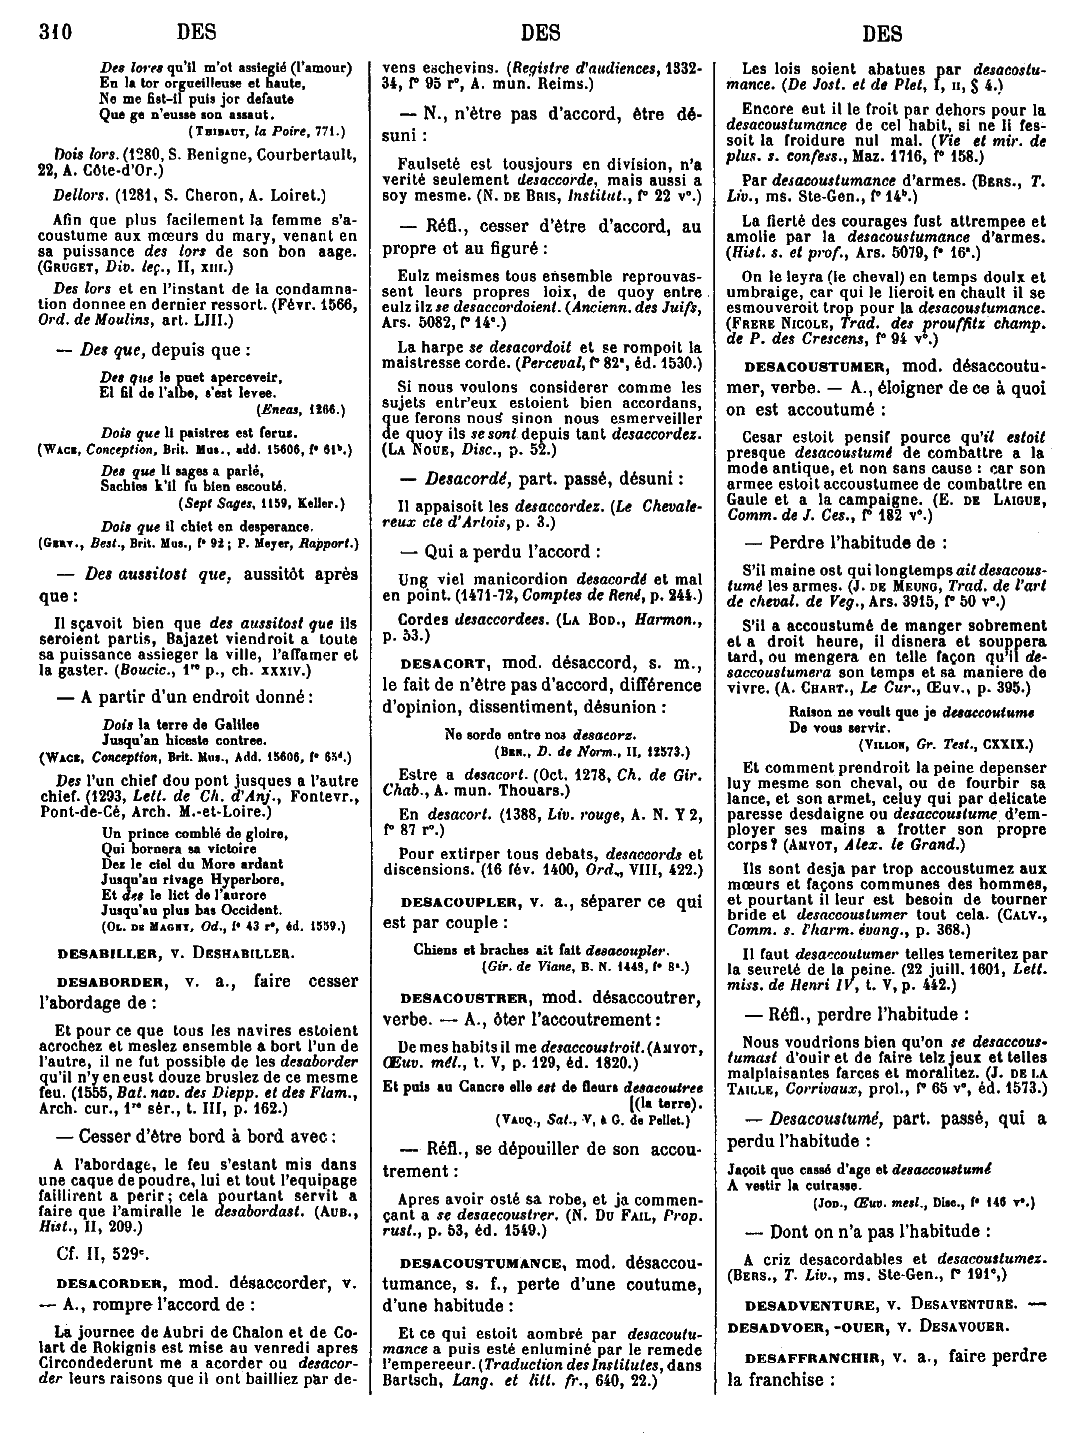 310 DES DES DES
Des lores qu'il m'ot assiegié (l'amour)
En la tor orgueilleuse et haute,
Ne me fist-il puis jor defaute
Que ge n'eusse son assaut.
(THIBAUT, la Poire, 771.)
Dois lors. (1280, S. Benigne, Courbertault,
22, A. Côte-d'Or.)
Dellors. (1281, S. Cheron, A. Loiret.)
Afin que plus facilement la femme s'a-
coustume aux mœurs du mary, venant en
sa puissance des lors de son bon aage.
(GRUGET, Div. leç., II, XIII.)
Des lors et en l'instant de la condamna-
tion donnee en dernier ressort. (Févr. 1566,
Ord. de Moulins, art. LIII.)
— Des que, depuis que :
Des que le puet aperceveir,
El fil de l'albe, s'est levee.
(Eneas, 1266.)
Dois que li paistres est feruz.
(WACE, Conception, Brit. Mus., add. 15606, f° 61ᵇ.)
Des que li sages a parlé,
Sachies k'il fu bien escouté.
(Sept Sages, 1159, Keller.)
Dois que il chiet en desperance.
(GERV., Best., Brit. Mus., f° 92 ; P. Meyer, Rapport.)
— Des aussitost que, aussitôt après
que :
Il sçavoit bien que des aussitost que ils
seroient partis, Bajazet viendroit a toute
sa puissance assieger la ville, l'affamer et
la gaster. (Boucic., 1ʳᵉ p., ch. XXXIV.)
— A partir d'un endroit donné :
Dois la terre de Galilee
Jusqu'an hiceste contree.
(WACE, Conception, Brit. Mus., Add. 15606, f° 65ᵈ.)
Des l'un chief dou pont jusques a l'autre
chief. (1293, Lett. de Ch. d'Anj., Fontevr.,
Pont-de-Cé, Arch. M.-et-Loire.)
Un prince comblé de gloire,
Qui bornera sa victoire
Dez le ciel du More ardant
Jusqu'au rivage Hyperbore,
Et des le lict de l'aurore
Jusqu'au plus bas Occident.
(OL. DE MAGNY, Od., f° 43 r°, éd. 1559.)
DESABILLER, v. DESHABILLER.
DESABORDER, v. a., faire cesser
l'abordage de :
Et pour ce que tous les navires estoient
acrochez et meslez ensemble a bort l'un de
l'autre, il ne fut possible de les desaborder
qu'il n'y en eust douze bruslez de ce mesme
feu. (1555, Bat. nav. des Diepp. et des Flam.,
Arch. cur., 1ʳᵉ sér., t. III, p. 162.)
— Cesser d'être bord à bord avec :
A l'abordage, le feu s'estant mis dans
une caque de poudre, lui et tout l'equipage
faillirent a perir ; cela pourtant servit a
faire que l'amiralle le desabordast. (AUB.,
Hist., II, 209.)
Cf. II, 529ᶜ.
DESACORDER, mod. désaccorder, v.
— A., rompre l'accord de :
La journee de Aubri de Chalon et de Co-
lart de Rokignis est mise au venredi apres
Circondederunt me a acorder ou desacor-
der leurs raisons que il ont bailliez par de-
vens eschevins. (Registre d'audiences, 1332-
34, f° 95 r°, A. mun. Reims.)
— N., n'être pas d'accord, être dé-
suni :
Faulseté est tousjours en division, n'a
verité seulement desaccorde, mais aussi a
soy mesme. (N. DE BRIS, Institut., f° 22 v°.)
— Réfl., cesser d'être d'accord, au
propre et au figuré :
Eulz meismes tous ensemble reprouvas-
sent leurs propres loix, de quoy entre
eulz ilz se desaccordoient. (Ancienn. des Juifs,
Ars. 5082, f° 14ᵃ.)
La harpe se desacordoit et se rompoit la
maistresse corde. (Perceval, f° 82ᵃ, éd. 1530.)
Si nous voulons considerer comme les
sujets entr'eux estoient bien accordans,
que ferons nous sinon nous esmerveiller
de quoy ils se sont depuis tant desaccordez.
(LA NOUE, Disc., p. 52.)
— Desacordé, part. passé, désuni :
Il appaisoit les desaccordez. (Le Chevale-
reux cte d'Artois, p. 3.)
— Qui a perdu l'accord :
Ung viel manicordion desacordé et mal
en point. (1471-72, Comptes de René, p. 244.)
Cordes desaccordees. (LA BOD., Harmon.,
p. 53.)
DESACORT, mod. désaccord, s. m.,
le fait de n'être pas d'accord, différence
d'opinion, dissentiment, désunion :
Ne sorde entre nos desacorz.
(BEN., D. de Norm., II, 12573.)
Estre a desacort. (Oct. 1278, Ch. de Gir.
Chab., A. mun. Thouars.)
En desacort. (1388, Liv. rouge, A. N. Y 2,
f° 87 r°.)
Pour extirper tous debats, desaccords et
discensions. (16 fév. 1400, Ord., VIII, 422.)
DESACOUPLER, v. a., séparer ce qui
est par couple :
Chiens et braches ait fait desacoupler.
(Gir. de Viane, B. N. 1448, f° 8ᵃ.)
DESACOUSTRER, mod. désaccoutrer,
verbe. — A., ôter l'accoutrement :
De mes habits il me desaccoustroit. (AMYOT,
Œuv. mêl., t. V, p. 129, éd. 1820.)
Et puis au Cancre elle est de fleurs desacoutree
[(la terre).
(VAUQ., Sat., V, à G. de Pellet.)
— Réfl., se dépouiller de son accou-
trement :
Apres avoir osté sa robe, et ja commen-
çant a se desaecoustrer. (N. DU FAIL, Prop.
rust., p. 53, éd. 1549.)
DESACOUSTUMANCE, mod. désaccou-
tumance, s. f., perte d'une coutume,
d'une habitude :
Et ce qui estoit aombré par desacoutu-
mance a puis esté enluminé par le remede
l'empereeur. (Traduction des Institutes, dans
Bartsch, Lang. et litt. fr., 640, 22.)
Les lois soient abatues par desacostu-
mance. (De Jost. et de Plet, I, II, § 4.)
Encore eut il le froit par dehors pour la
desacoustumance de cel habit, si ne li fes-
soit la froidure nul mal. (Vie et mir. de
plus. s. confess., Maz. 1716, f° 158.)
Par desacoustumance d'armes. (BERS., T.
Liv., ms. Ste-Gen., f° 14ᵇ.)
La fierté des courages fust attrempee et
amolie par la desacoustumance d'armes.
(Hist. s. et prof., Ars. 5079, f° 16ᵃ.)
On le leyra (le cheval) en temps doulx et
umbraige, car qui le lieroit en chault il se
esmouveroit trop pour la desacoustumance.
(FRERE NICOLE, Trad. des prouffitz champ.
de P. des Crescens, f° 94 v°.)
DESACOUSTUMER, mod. désaccoutu-
mer, verbe. — A., éloigner de ce à quoi
on est accoutumé :
Cesar estoit pensif pource qu'il estoit
presque desacoustumé de combattre a la
mode antique, et non sans cause : car son
armee estoit accoustumee de combattre en
Gaule et a la campaigne. (E. DE LAIGUE,
Comm. de J. Ces., f° 182 v°.)
— Perdre l'habitude de :
S'il maine ost qui longtemps ait desacous-
tumé les armes. (J. DE MEUNG, Trad. de l'art
de cheval. de Veg., Ars. 3915, f° 50 v°.)
S'il a accoustumé de manger sobrement
et a droit heure, il disnera et souppera
tard, ou mengera en telle façon qu'il de-
saccoustumera son temps et sa maniere de
vivre. (A. CHART., Le Cur., Œuv., p. 395.)
Raison ne veult que je desaccoutume
De vous servir.
(VILLON, Gr. Test., CXXIX.)
Et comment prendroit la peine depenser
luy mesme son cheval, ou de fourbir sa
lance, et son armet, celuy qui par delicate
paresse desdaigne ou desaccoustume d'em-
ployer ses mains a frotter son propre
corps ? (AMYOT, Alex. le Grand.)
Ils sont desja par trop accoustumez aux
mœurs et façons communes des hommes,
et pourtant il leur est besoin de tourner
bride et desaccoustumer tout cela. (CALV.,
Comm. s. l'harm. évang., p. 368.)
Il faut desaccoutumer telles temeritez par
la seureté de la peine. (22 juill. 1601, Lett.
miss. de Henri IV, t. V, p. 442.)
— Réfl., perdre l'habitude :
Nous voudrions bien qu'on se desaccous-
tumast d'ouir et de faire telz jeux et telles
malplaisantes farces et moralitez. (J. DE LA
TAILLE, Corrivaux, prol., f° 65 v°, éd. 1573.)
— Desacoustumé, part. passé, qui a
perdu l'habitude :
Jaçoit que cassé d'age et desaccoustumé
A vestir la cuirasse.
(JOD., Œuv. mesl., Disc., f° 146 v°.)
— Dont on n'a pas l'habitude :
A criz desacordables et desacoustumez.
(BERS., T. Liv., ms. Ste-Gen., f° 191ᵃ,)
DESADVENTURE, v. DESAVENTURE. —
DESADVOER, -OUER, v. DESAVOUER.
DESAFFRANCHIR, v. a., faire perdre
la franchise :